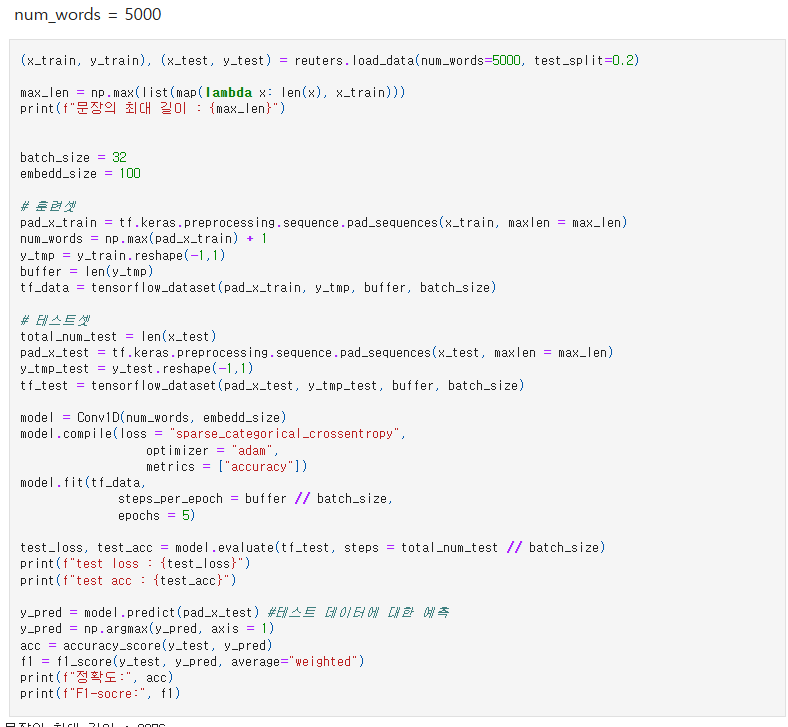 num_words = 5000
(x_train, y_train), (x_test, y_test) = reuters.load_data(num_words=5000, test_split=0.2)
max_len = np.max(list(map(lambda x: len(x), x_train)))
print(f"문장의 최대 길이 : {max_len}")
batch_size = 32
embedd_size = 100
# 훈련셋
pad_x_train = tf.keras.preprocessing.sequence.pad_sequences(x_train, maxlen = max_len)
num_words = np.max(pad_x_train) + 1
y_tmp = y_train.reshape(-1,1)
buffer = len(y_tmp)
tf_data = tensorflow_dataset(pad_x_train, y_tmp, buffer, batch_size)
# 테스트셋
total_num_test = len(x_test)
pad_x_test = tf.keras.preprocessing.sequence.pad_sequences(x_test, maxlen = max_len)
y_tmp_test = y_test.reshape(-1,1)
tf_test = tensorflow_dataset(pad_x_test, y_tmp_test, buffer, batch_size)
model = Conv1D(num_words, embedd_size)
model.compile(loss = "sparse_categorical_crossentropy",
optimizer = "adam",
metrics = ["accuracy"])
model.fit(tf_data,
steps_per_epoch = buffer // batch_size,
epochs = 5)
test_loss, test_acc = model.evaluate(tf_test, steps = total_num_test // batch_size)
print(f"test loss : {test_loss}")
print(f"test acc : {test_acc}")
y_pred = model.predict(pad_x_test) #테스트 데이터에 대한 예측
y_pred = np.argmax(y_pred, axis = 1)
acc = accuracy_score(y_test, y_pred)
f1 = f1_score(y_test, y_pred, average="weighted")
print(f"정확도:", acc)
print(f"F1-socre:", f1)